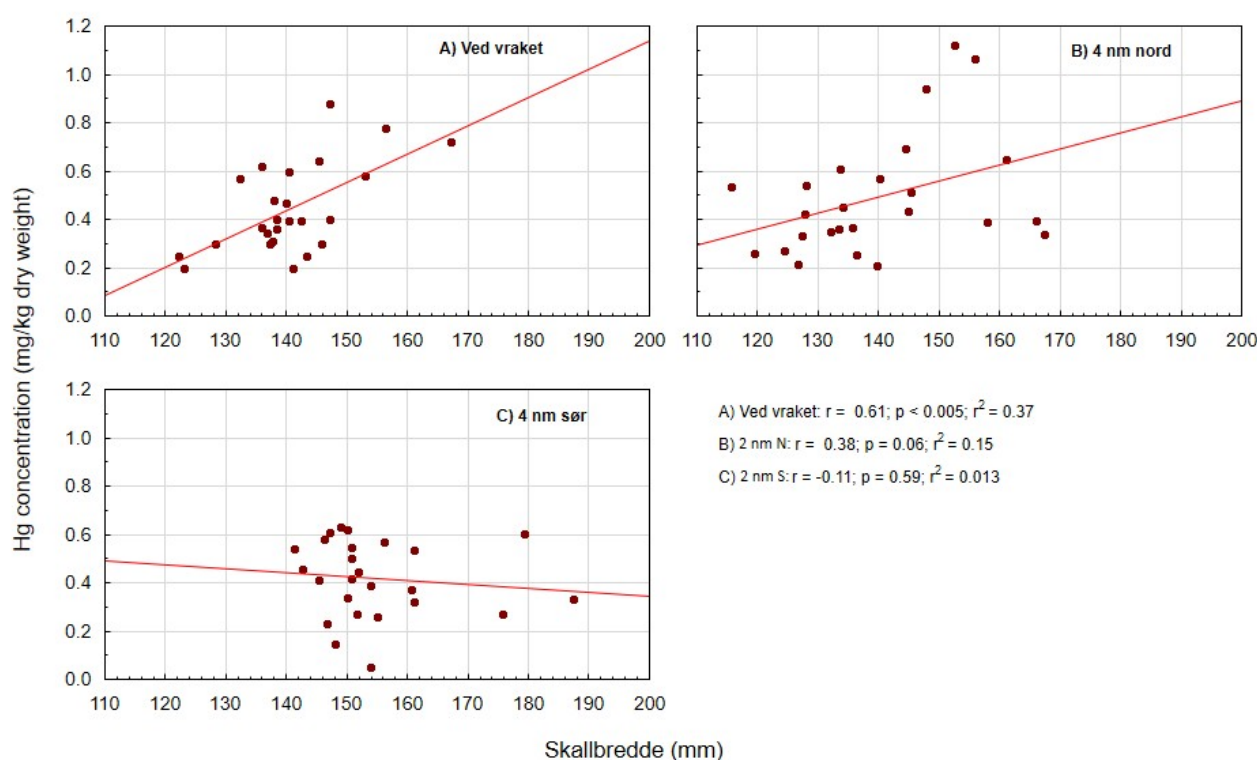 Hg concentration (mg/kg dry weight)
1.2
1.0
0.8
0.6
0.4
0.2
0.0
A) Ved vraket
110 120 130 140 150 160 170 180 190 200
B) 4 nm nord
110 120 130 140 150 160 170 180 190 200
1.2
1.0
0.8
0.6
0.4
0.2
0.0
C) 4 nm sør
110 120 130 140 150 160 170 180 190 200
A) Ved vraket: r = 0.61; p < 0.005; r² = 0.37
B) 2 nm N: r = 0.38; p = 0.06; r² = 0.15
C) 2 nm S: r = -0.11; p = 0.59; r² = 0.013
Skallbredde (mm)